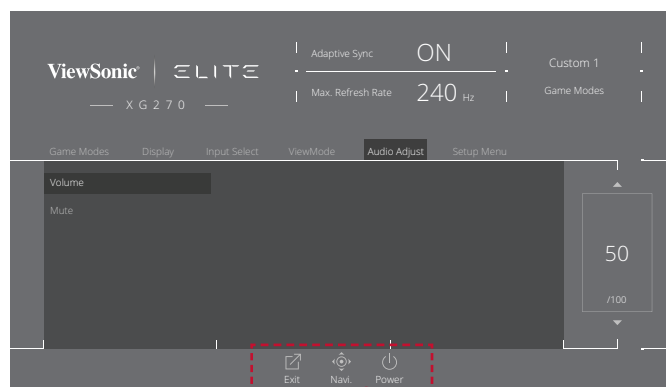 ViewSonic® ELITE
XG270
Adaptive Sync ON
Max. Refresh Rate 240 Hz
Custom 1
Game Modes
Game Modes Display Input Select ViewMode Audio Adjust Setup Menu
Volume
Mute
50
/100
Exit Navi. Power